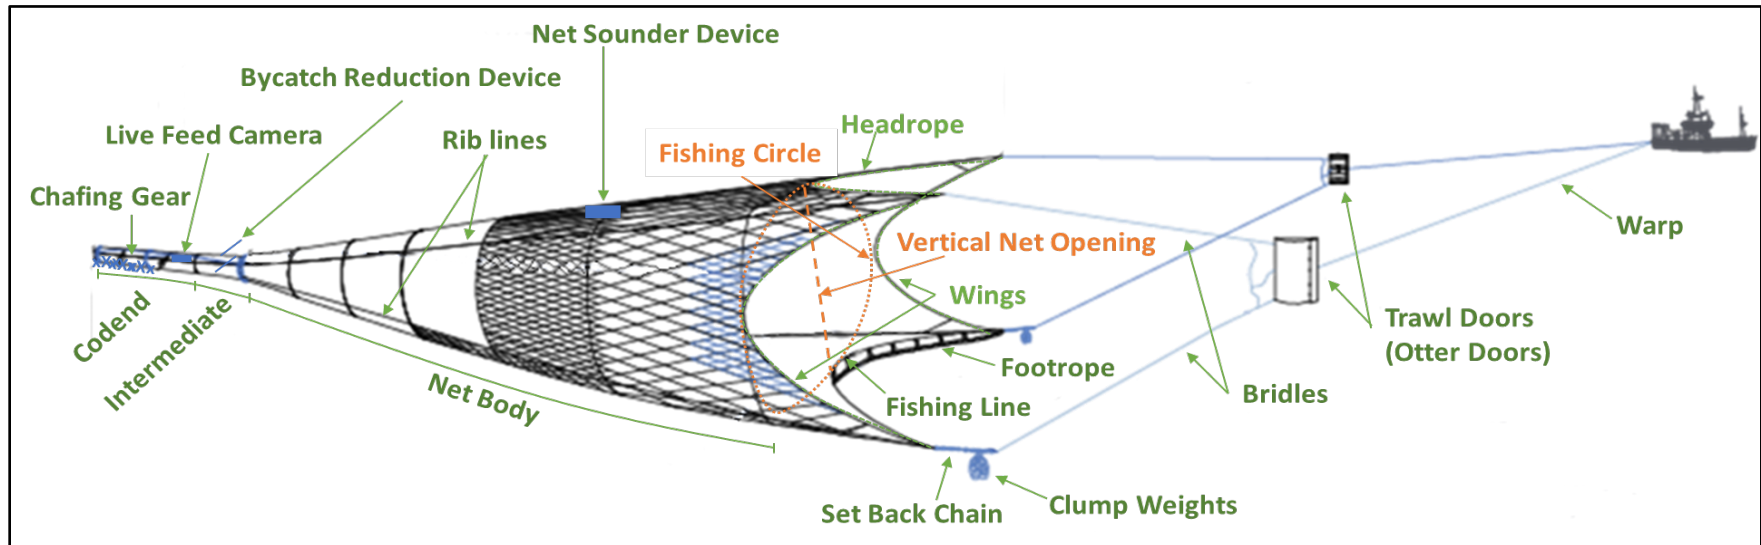 Net Sounder Device
Bycatch Reduction Device
Live Feed Camera
Rib lines
Headrope
Fishing Circle
Chafing Gear
Warp
Vertical Net Opening
Wings
Trawl Doors
(Otter Doors)
Codend
Intermediate
Net Body
Footrope
Fishing Line
Bridles
Set Back Chain
Clump Weights